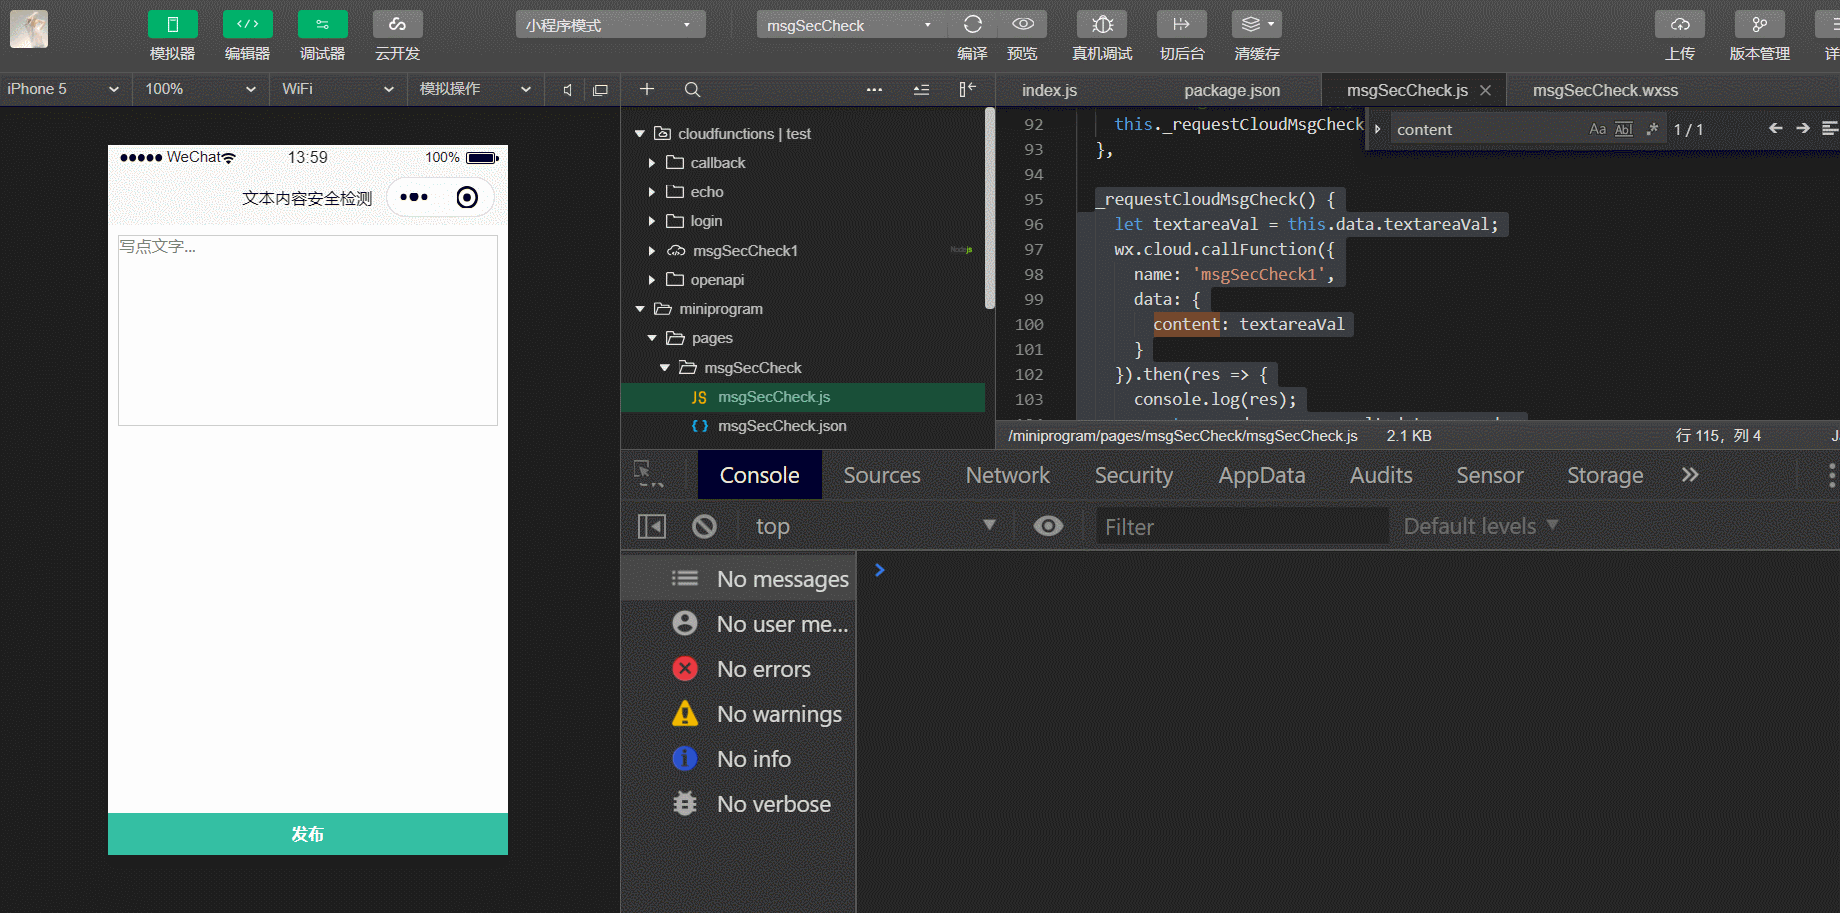 模拟器 编辑器 调试器 云开发 小程序模式 msgSecCheck 编译 预览 真机调试 切后台 清缓存 上传 版本管理
iPhone 5 100% WiFi 模拟操作
index.js package.json msgSecCheck.js msgSecCheck.wxss
WeChat 13:59 100%
文本内容安全检测
写点文字...
发布
cloudfunctions | test
callback
echo
login
msgSecCheck1
openapi
miniprogram
pages
msgSecCheck
JS msgSecCheck.js
{ } msgSecCheck.json
content Aa Abl .* 1 / 1
92 this._requestCloudMsgCheck
93 },
94
95 _requestCloudMsgCheck() {
96 let textareaVal = this.data.textareaVal;
97 wx.cloud.callFunction({
98 name: 'msgSecCheck1',
99 data: {
100 content: textareaVal
101 }
102 }).then(res => {
103 console.log(res);
/miniprogram/pages/msgSecCheck/msgSecCheck.js 2.1 KB 行 115，列 4
Console Sources Network Security AppData Audits Sensor Storage
top Filter Default levels
No messages
No user me...
No errors
No warnings
No info
No verbose